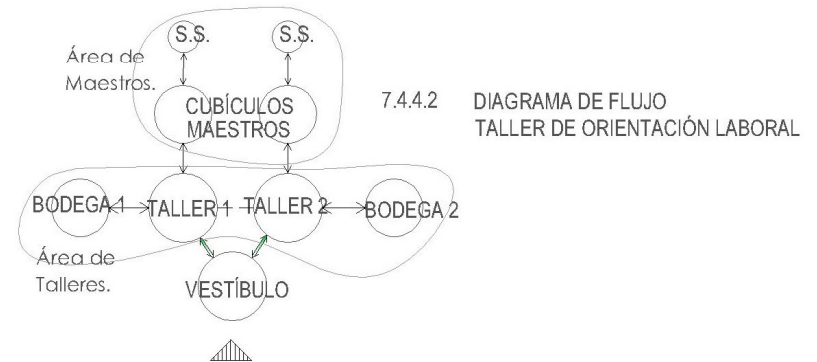 S.S. S.S.
Área de
Maestros.
CUBÍCULOS
MAESTROS
7.4.4.2 DIAGRAMA DE FLUJO
TALLER DE ORIENTACIÓN LABORAL
BODEGA 1 TALLER 1 TALLER 2 BODEGA 2
Área de
Talleres.
VESTÍBULO